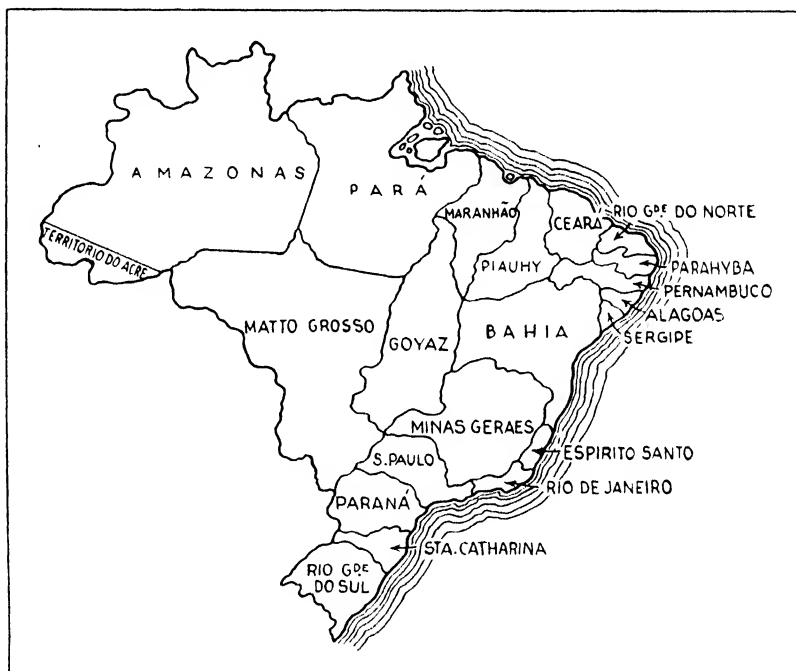 AMAZONAS
PARÁ
MARANHÃO
CEARÁ
RIO GDE DO NORTE
TERRITORIO DO ACRE
PIAUHY
PARAHYBA
PERNAMBUCO
ALAGOAS
SERGIPE
MATTO GROSSO
GOYAZ
BAHIA
MINAS GERAES
S. PAULO
ESPIRITO SANTO
RIO DE JANEIRO
PARANÁ
STA. CATHARINA
RIO GDE
DO SUL